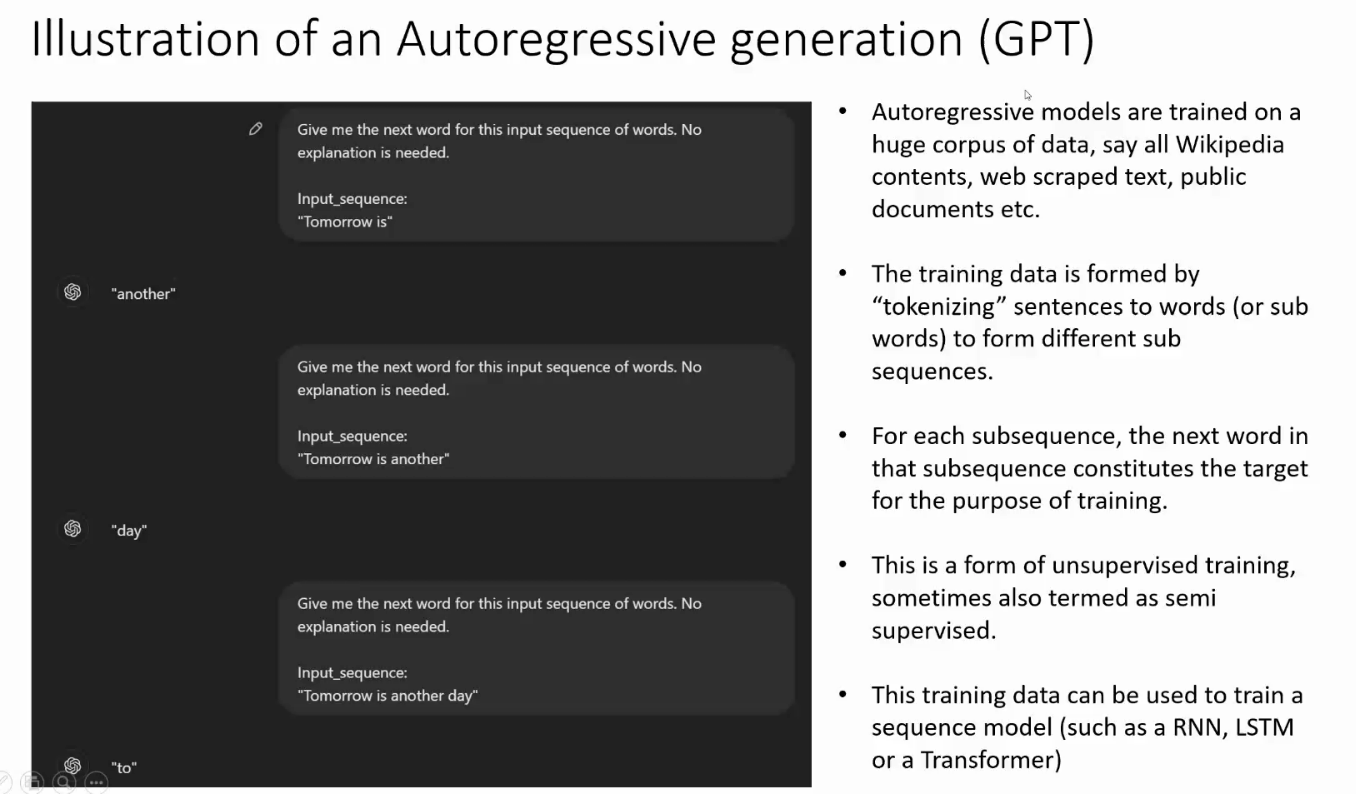 Illustration of an Autoregressive generation (GPT)
Give me the next word for this input sequence of words. No
explanation is needed.
Input_sequence:
"Tomorrow is"
"another"
Give me the next word for this input sequence of words. No
explanation is needed.
Input_sequence:
"Tomorrow is another"
"day"
Give me the next word for this input sequence of words. No
explanation is needed.
Input_sequence:
"Tomorrow is another day"
"to"
• Autoregressive models are trained on a
huge corpus of data, say all Wikipedia
contents, web scraped text, public
documents etc.
• The training data is formed by
“tokenizing” sentences to words (or sub
words) to form different sub
sequences.
• For each subsequence, the next word in
that subsequence constitutes the target
for the purpose of training.
• This is a form of unsupervised training,
sometimes also termed as semi
supervised.
• This training data can be used to train a
sequence model (such as a RNN, LSTM
or a Transformer)